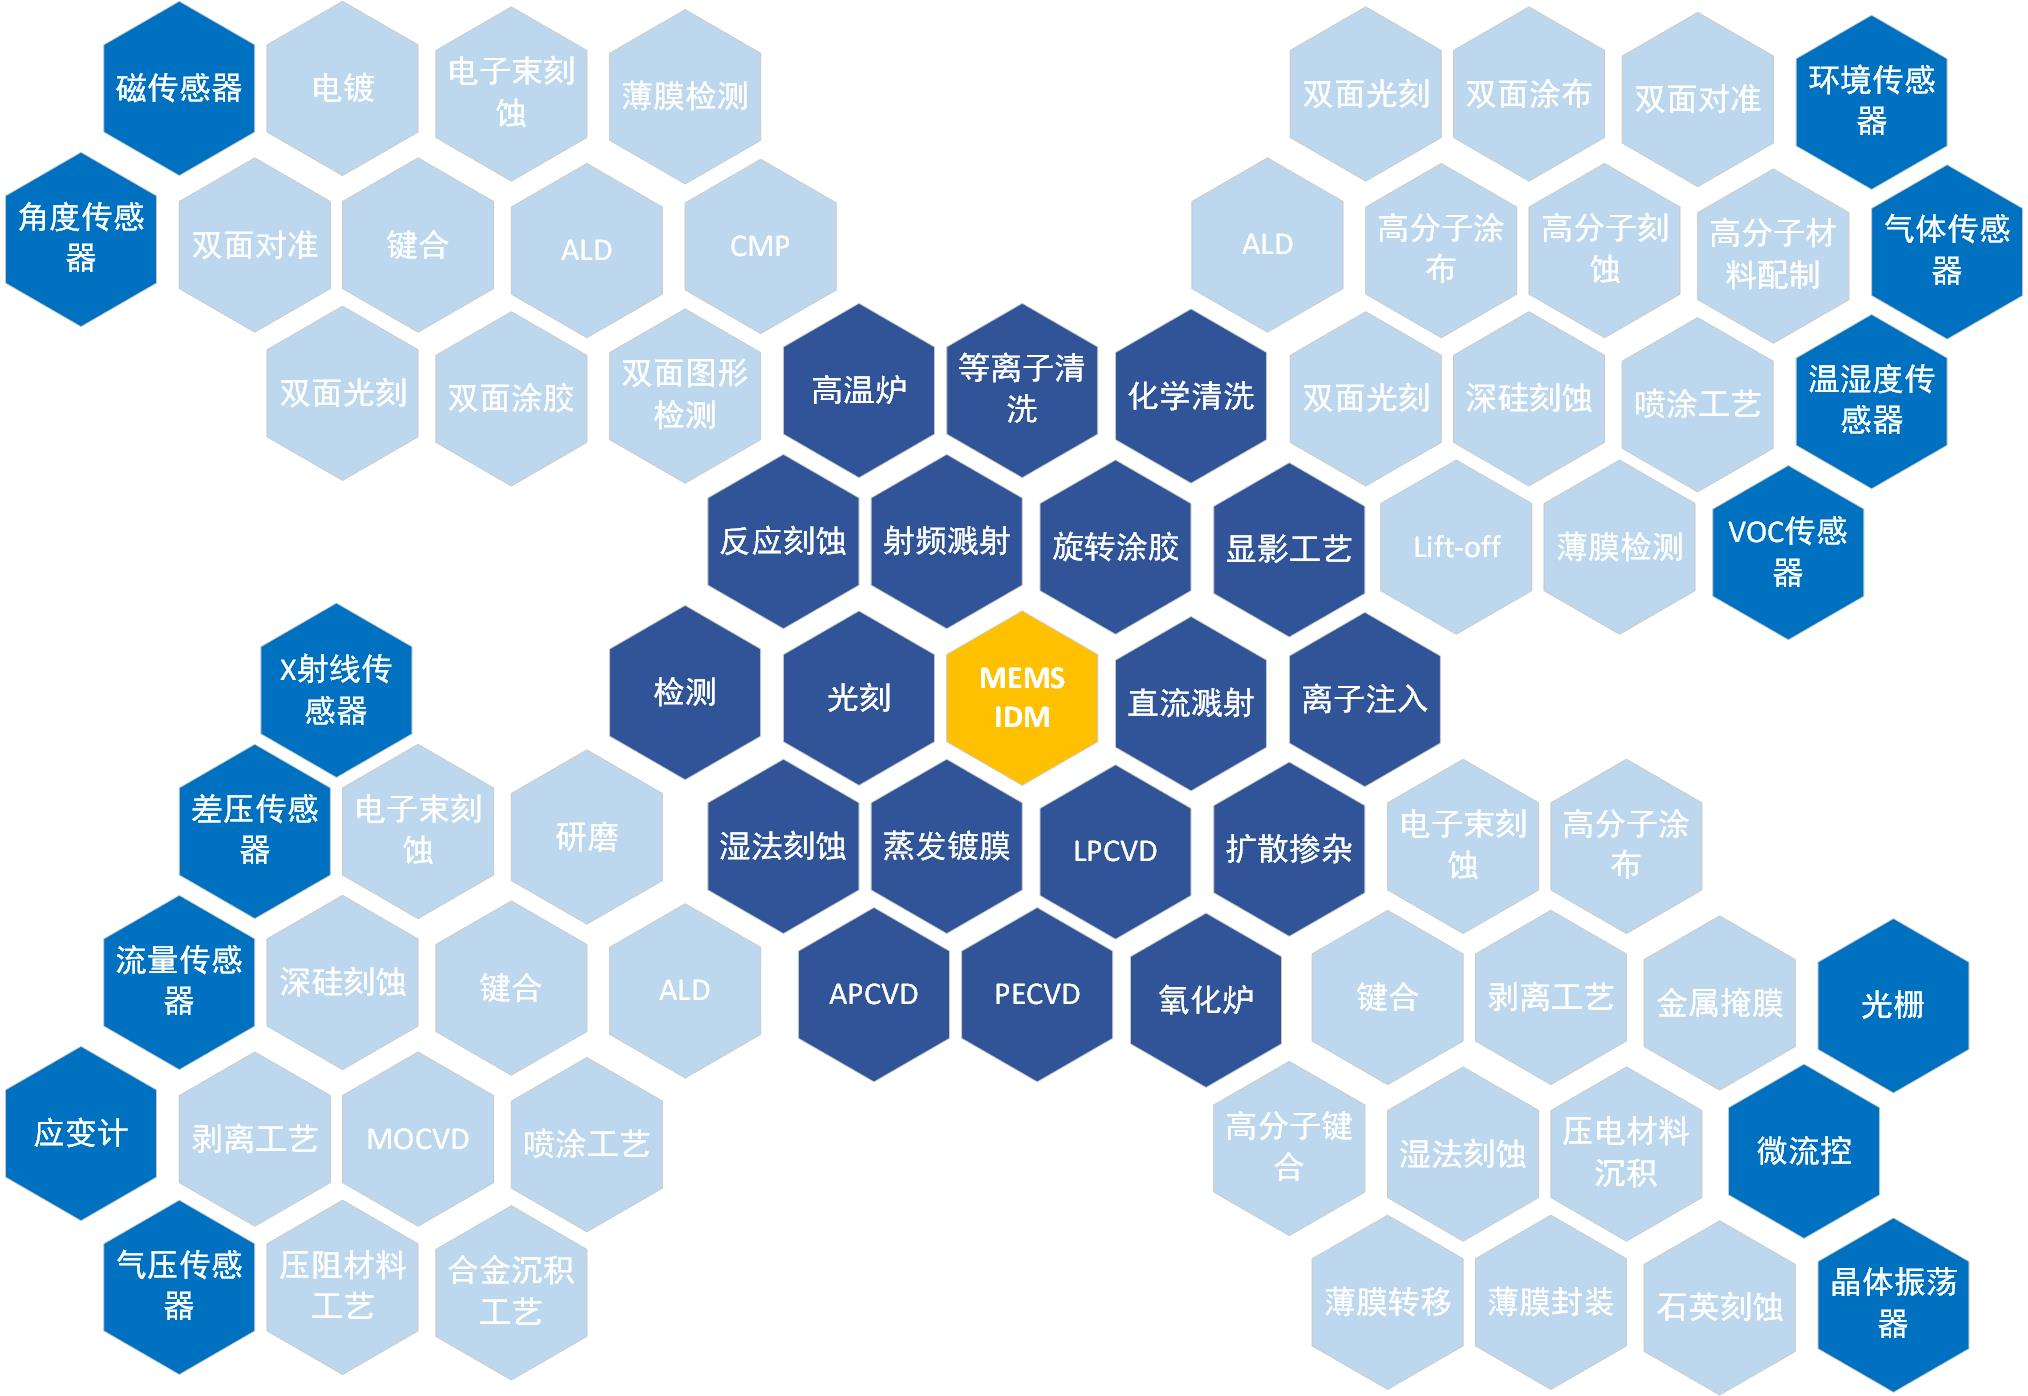 磁传感器
电镀
电子束刻
蚀
薄膜检测
角度传感
器
双面对准
键合
ALD
CMP
双面光刻
双面涂胶
双面图形
检测
双面光刻
双面涂布
双面对准
环境传感
器
ALD
高分子涂
布
高分子刻
蚀
高分子材
料配制
气体传感
器
双面光刻
深硅刻蚀
喷涂工艺
温湿度传
感器
Lift-off
薄膜检测
VOC传感
器
高温炉
等离子清
洗
化学清洗
反应刻蚀
射频溅射
旋转涂胶
显影工艺
检测
光刻
MEMS
IDM
直流溅射
离子注入
湿法刻蚀
蒸发镀膜
LPCVD
扩散掺杂
APCVD
PECVD
氧化炉
X射线传
感器
差压传感
器
电子束刻
蚀
研磨
流量传感
器
深硅刻蚀
键合
ALD
应变计
剥离工艺
MOCVD
喷涂工艺
气压传感
器
压阻材料
工艺
合金沉积
工艺
电子束刻
蚀
高分子涂
布
键合
剥离工艺
金属掩膜
光栅
高分子键
合
湿法刻蚀
压电材料
沉积
微流控
薄膜转移
薄膜封装
石英刻蚀
晶体振荡
器